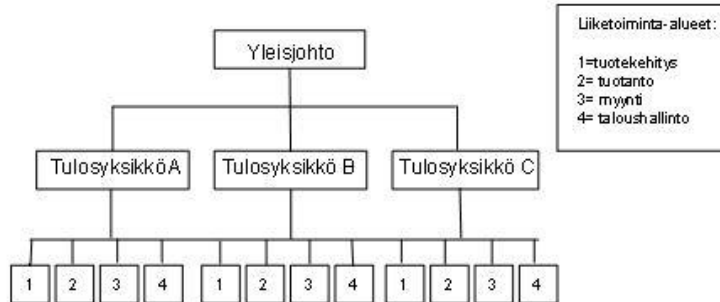 Yleisjohto
Liiketoiminta-alueet:
1=tuotekehitys
2= tuotanto
3= myynti
4= taloushallinto
Tulosyksikkö A
Tulosyksikkö B
Tulosyksikkö C
1 2 3 4 1 2 3 4 1 2 3 4